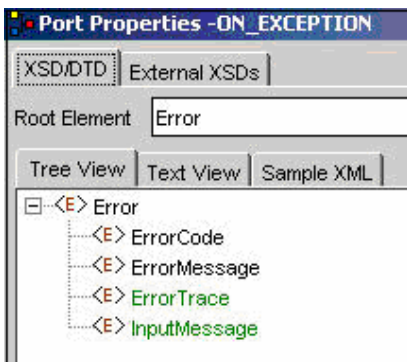 Port Properties -ON_EXCEPTION
XSD/DTD External XSDs
Root Element Error
Tree View Text View Sample XML
<E> Error
<E> ErrorCode
<E> ErrorMessage
<E> ErrorTrace
<E> InputMessage